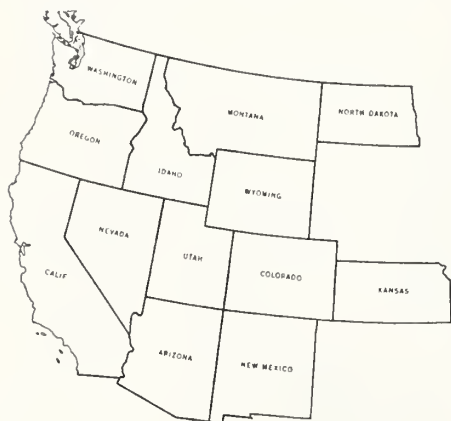 WASHINGTON
MONTANA
NORTH DAKOTA
OREGON
IDAHO
WYOMING
NEVADA
UTAH
COLORADO
CALIF
KANSAS
ARIZONA
NEW MEXICO